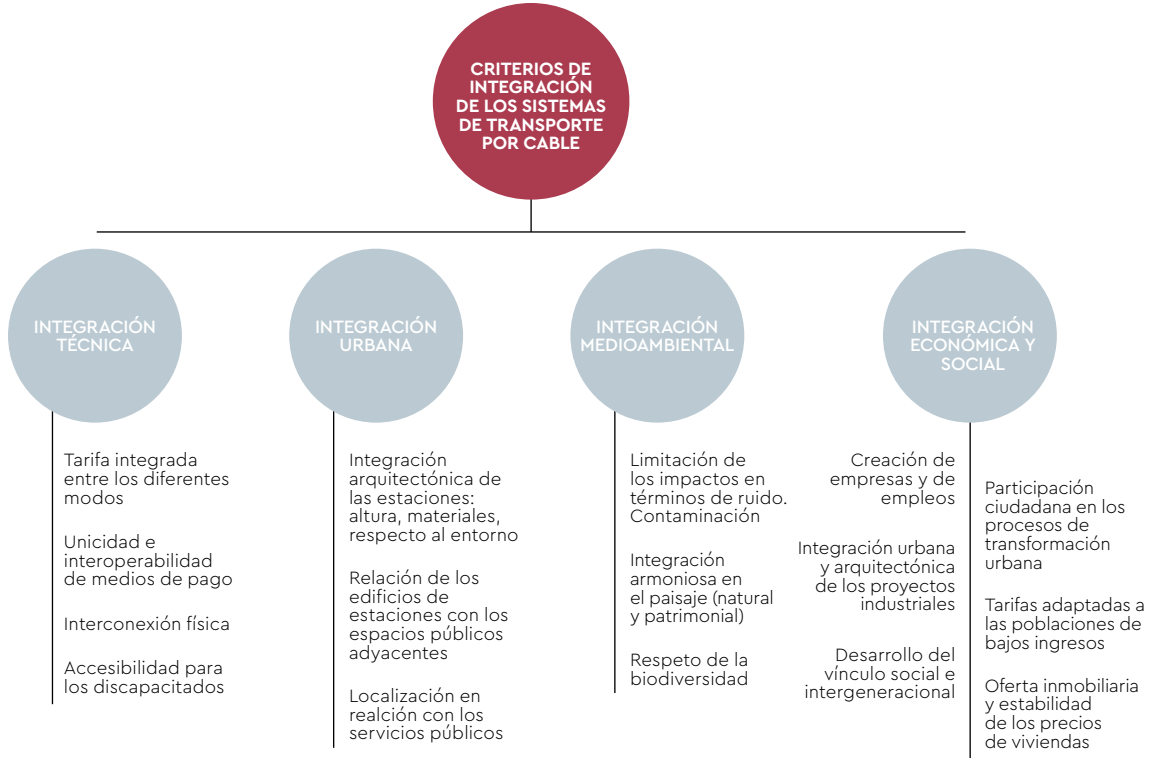 CRITERIOS DE
INTEGRACIÓN
DE LOS SISTEMAS
DE TRANSPORTE
POR CABLE
INTEGRACIÓN
TÉCNICA
Tarifa integrada
entre los diferentes
modos
Unicidad e
interoperabilidad
de medios de pago
Interconexión física
Accesibilidad para
los discapacitados
INTEGRACIÓN
URBANA
Integración
arquitectónica de
las estaciones:
altura, materiales,
respecto al entorno
Relación de los
edificios de
estaciones con los
espacios públicos
adyacentes
Localización en
realción con los
servicios públicos
INTEGRACIÓN
MEDIOAMBIENTAL
Limitación de
los impactos en
términos de ruido.
Contaminación
Integración
armoniosa en
el paisaje (natural
y patrimonial)
Respeto de la
biodiversidad
INTEGRACIÓN
ECONÓMICA Y
SOCIAL
Creación de
empresas y de
empleos
Integración urbana
y arquitectónica
de los proyectos
industriales
Desarrollo del
vínculo social e
intergeneracional
Participación
ciudadana en los
procesos de
transformación
urbana
Tarifas adaptadas a
las poblaciones de
bajos ingresos
Oferta inmobiliaria
y estabilidad
de los precios
de viviendas